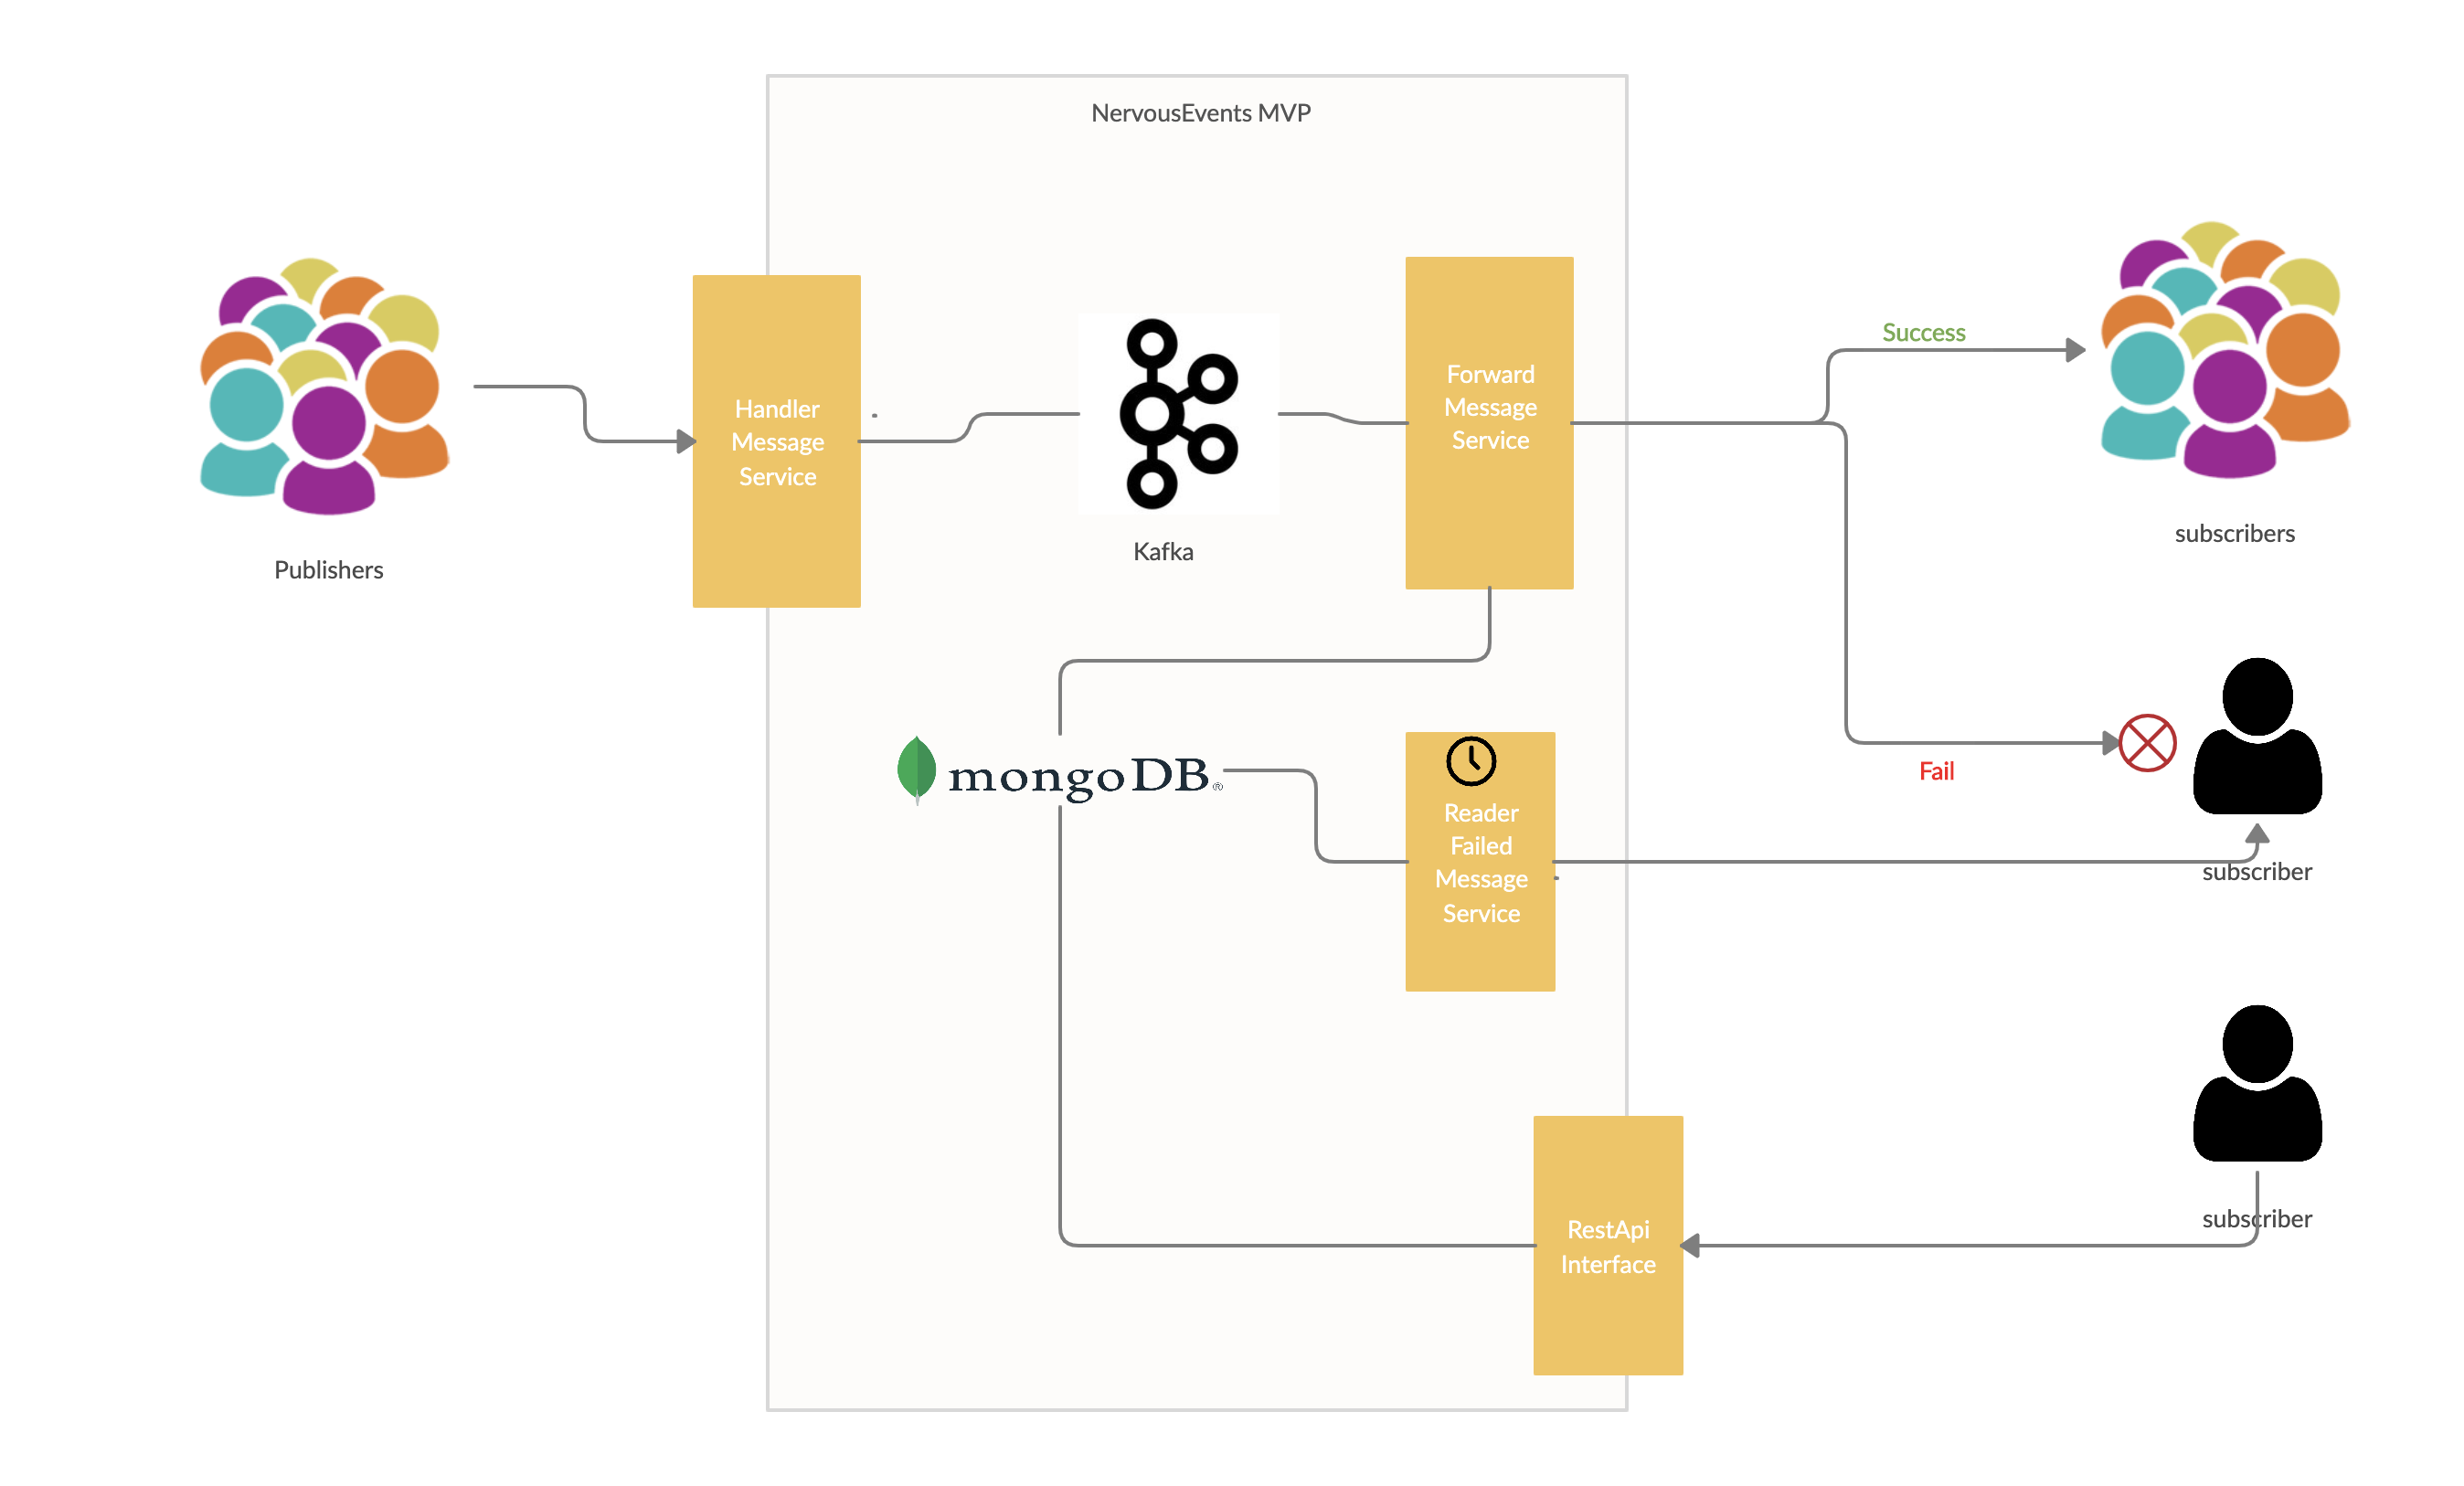 NervousEvents MVP
Publishers
Handler
Message
Service
Kafka
Forward
Message
Service
Success
subscribers
mongoDB®
Reader
Failed
Message
Service
Fail
subscriber
subscriber
RestApi
Interface